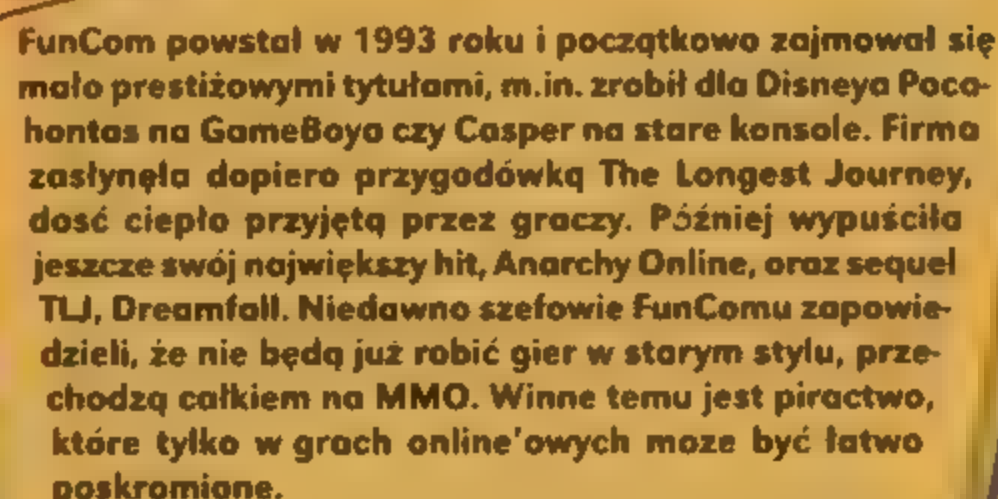 FunCom powstał w 1993 roku i początkowo zajmował się
mało prestiżowymi tytułami, m.in. zrobił dla Disneya Poca-
hontas na GameBoya czy Casper na stare konsole. Firma
zasłynęła dopiero przygodówką The Longest Journey,
dość ciepło przyjętą przez graczy. Później wypuściła
jeszcze swój największy hit, Anarchy Online, oraz sequel
TLJ, Dreamfall. Niedawno szefowie FunComu zapowie-
dzieli, że nie będą już robić gier w starym stylu, prze-
chodzą całkiem na MMO. Winne temu jest piractwo,
które tylko w grach online'owych moze być łatwo
poskromione.